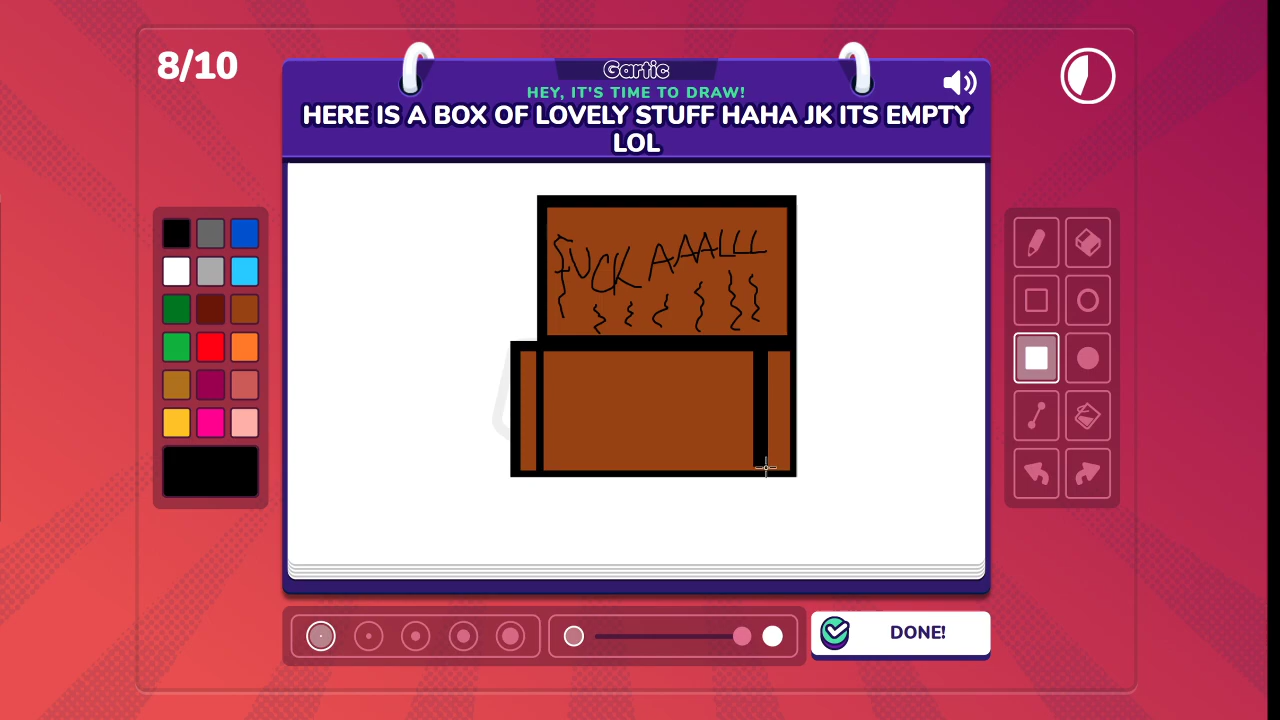 8/10
Gartic
HEY, IT'S TIME TO DRAW!
HERE IS A BOX OF LOVELY STUFF HAHA JK ITS EMPTY
LOL
FUCK AAALLL
DONE!